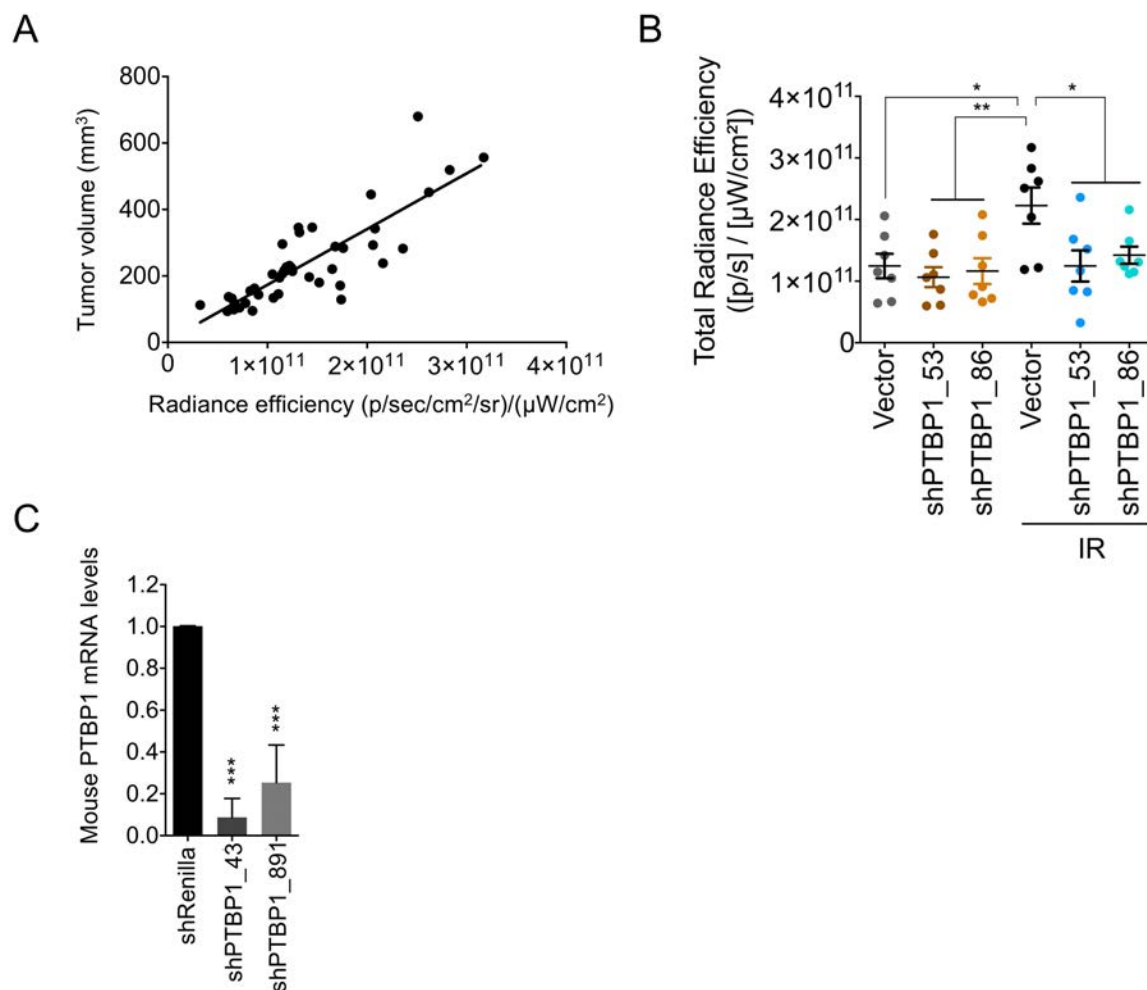 A
Tumor volume (mm³)
800
600
400
200
0
0
1×10¹¹
2×10¹¹
3×10¹¹
4×10¹¹
Radiance efficiency (p/sec/cm²/sr)/(µW/cm²)
B
Total Radiance Efficiency
([p/s] / [µW/cm²])
4×10¹¹
3×10¹¹
2×10¹¹
1×10¹¹
0
*
**
*
Vector
shPTBP1_53
shPTBP1_86
Vector
shPTBP1_53
shPTBP1_86
IR
C
Mouse PTBP1 mRNA levels
1.2
1.0
0.8
0.6
0.4
0.2
0.0
***
***
shRenilla
shPTBP1_43
shPTBP1_891